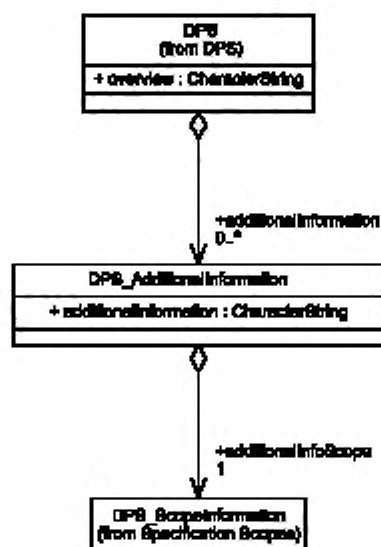 DPS
(from DPS)
+ overview : CharacterString
+additionalInformation
0..*
DPS_AdditionalInformation
+ additionalInformation : CharacterString
+additionalInfoScope
1
DPS_ScopeInformation
(from Specification Scopes)